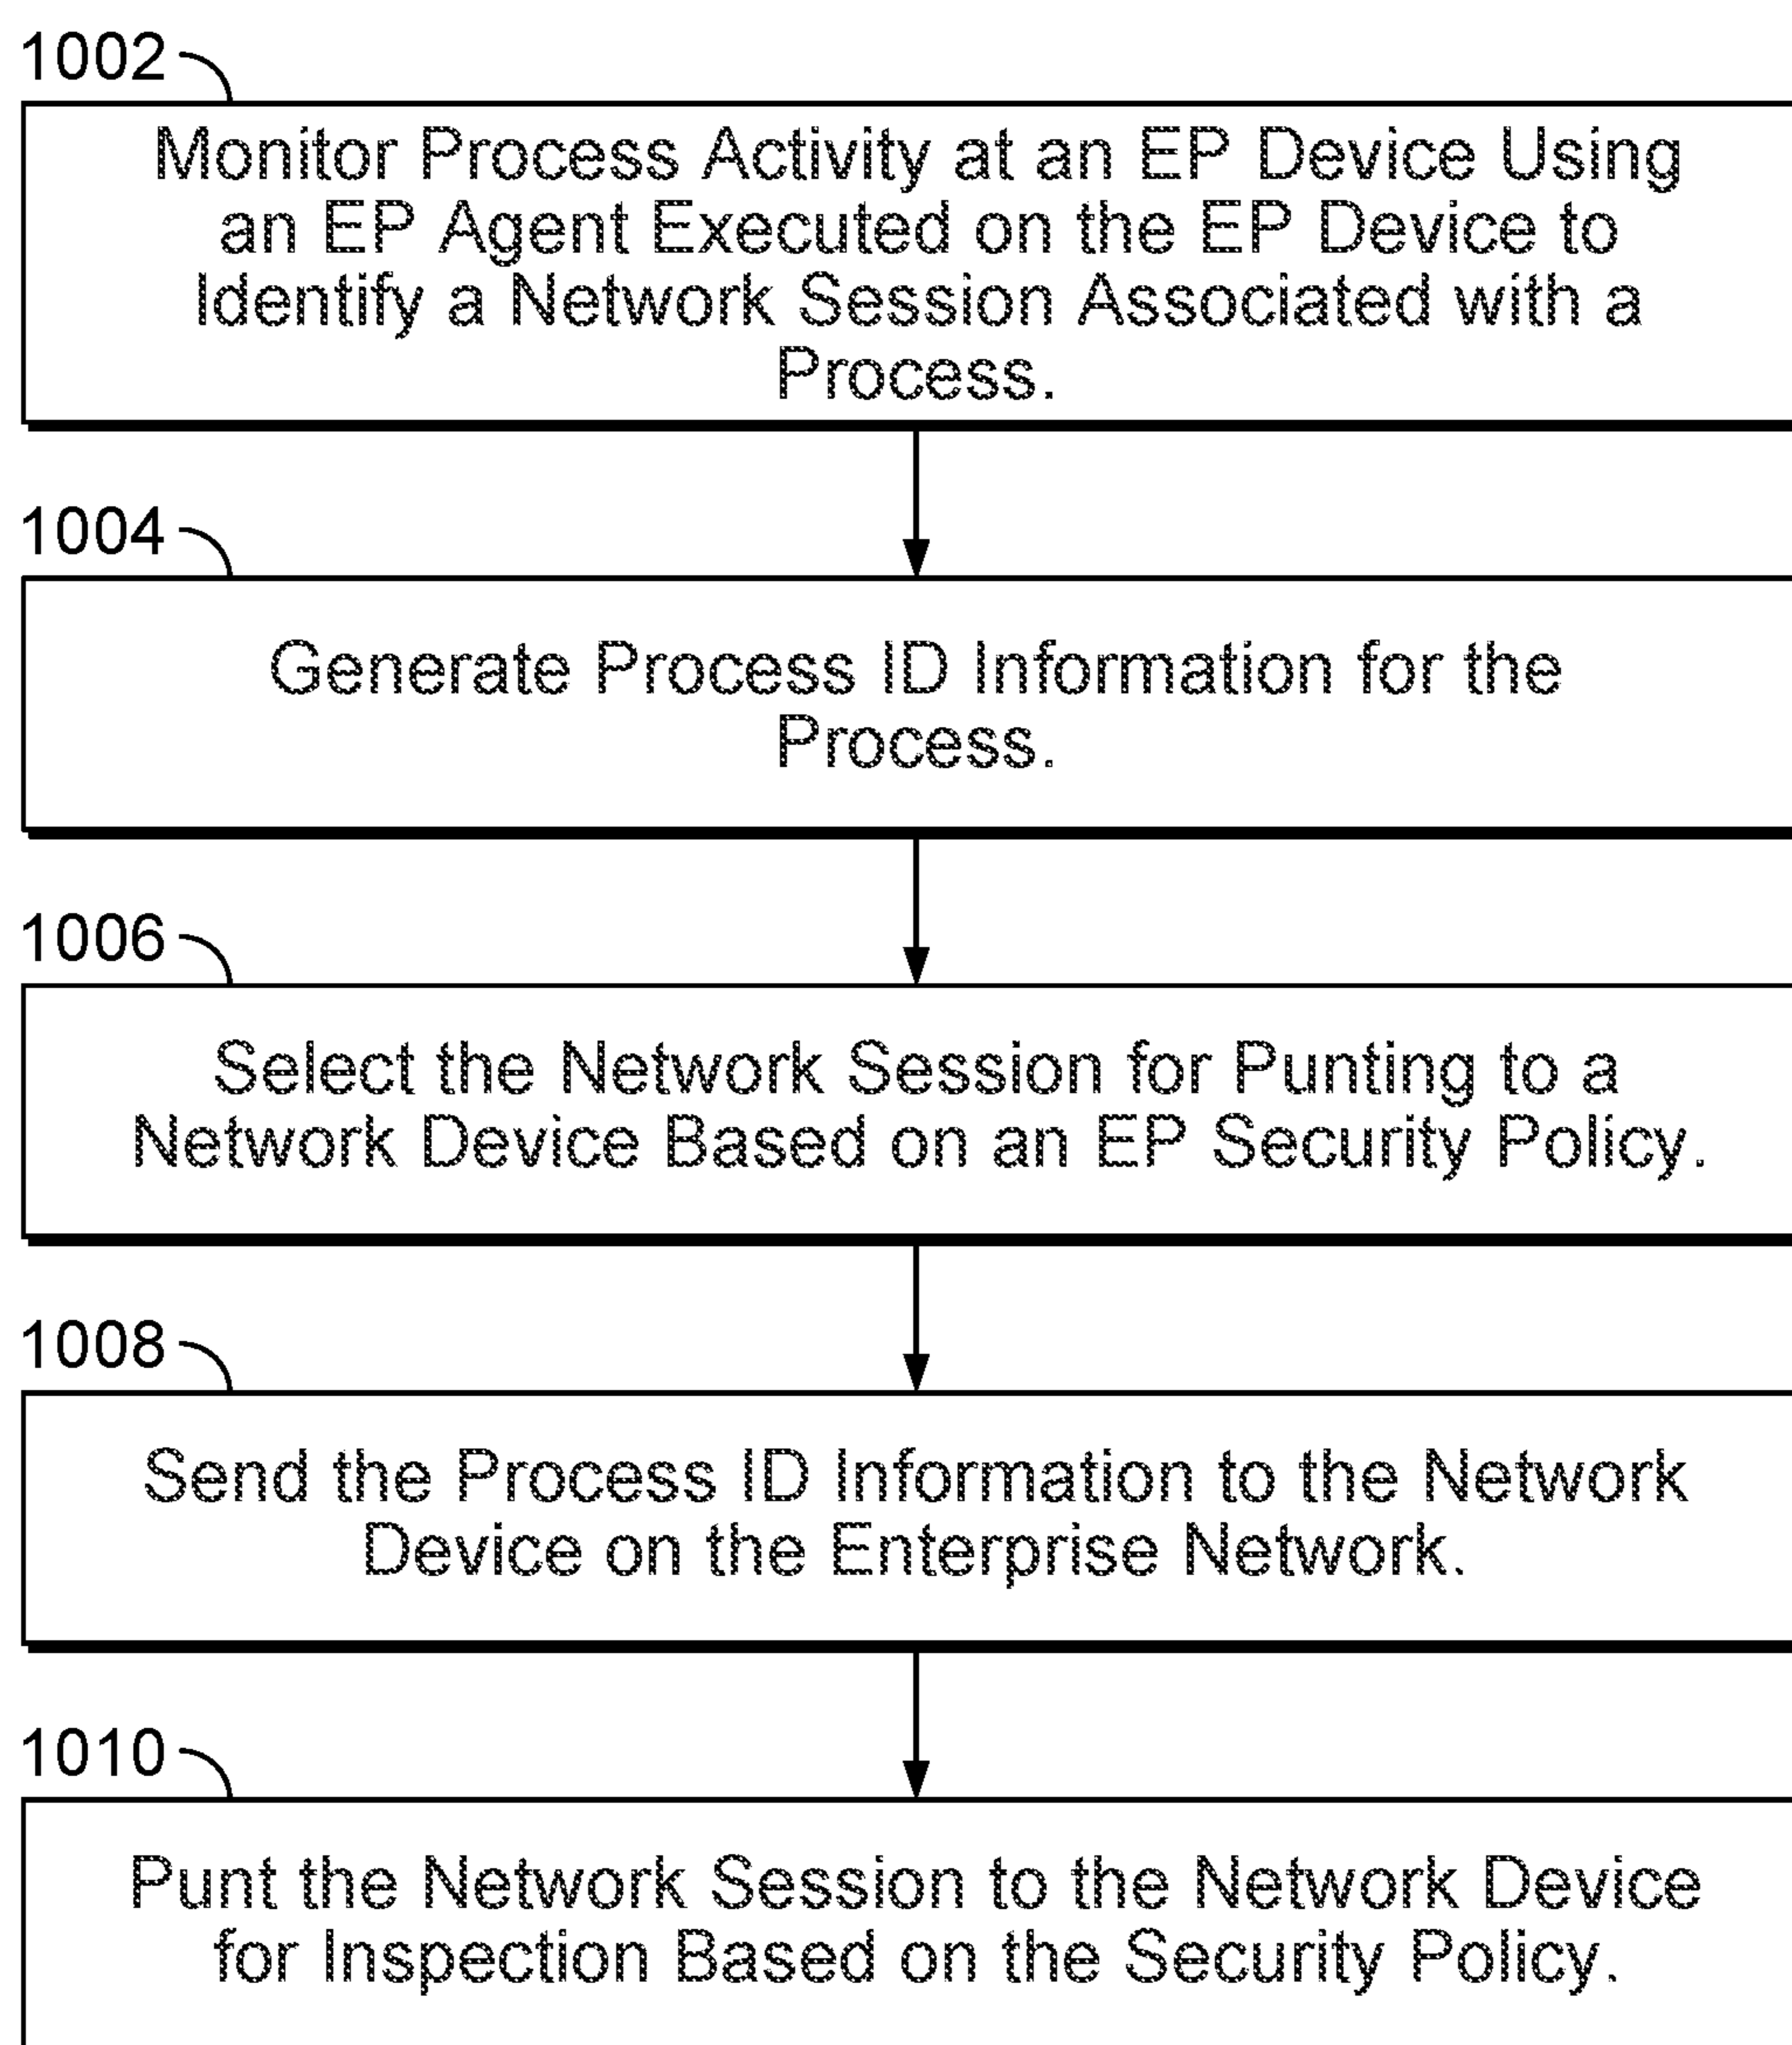 1002
Monitor Process Activity at an EP Device Using
an EP Agent Executed on the EP Device to
Identify a Network Session Associated with a
Process.
1004
Generate Process ID Information for the
Process.
1006
Select the Network Session for Punting to a
Network Device Based on an EP Security Policy.
1008
Send the Process ID Information to the Network
Device on the Enterprise Network.
1010
Punt the Network Session to the Network Device
for Inspection Based on the Security Policy.